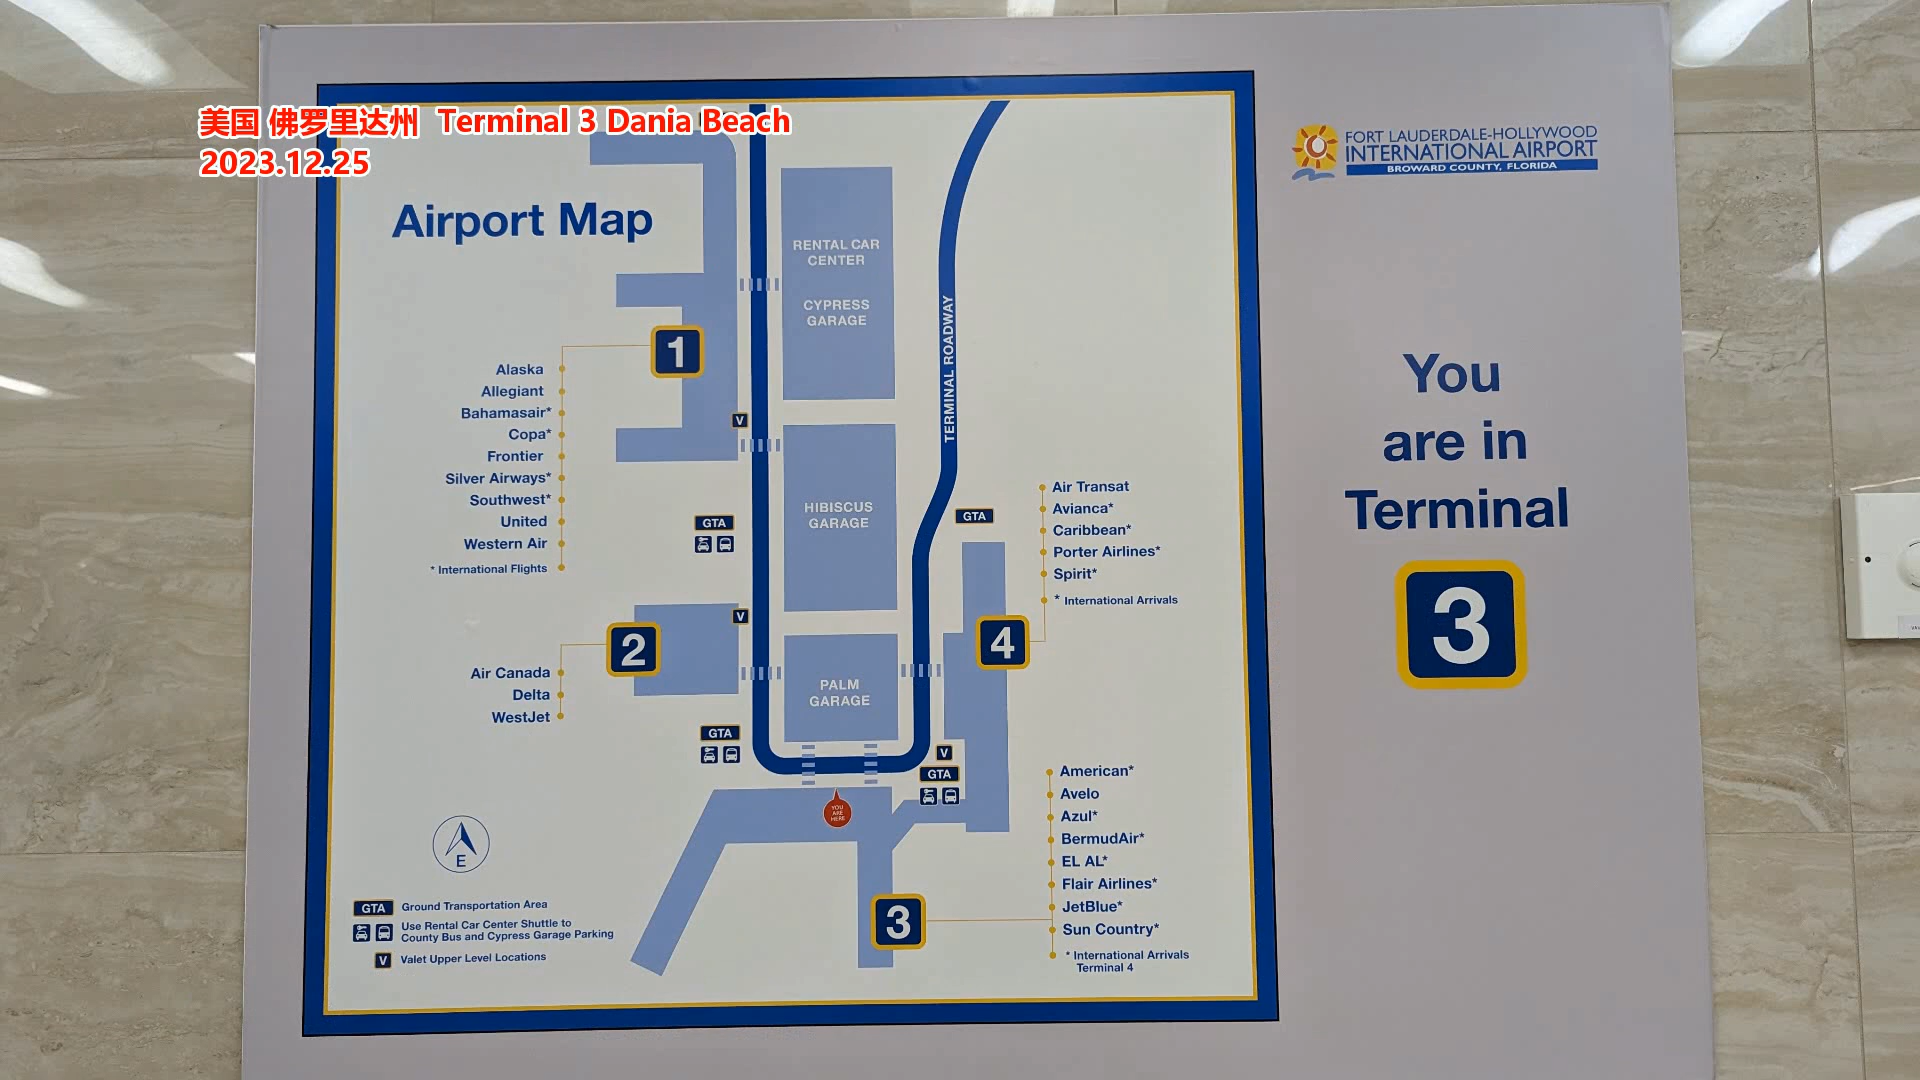 美国 佛罗里达州 Terminal 3 Dania Beach
2023.12.25
Airport Map
FORT LAUDERDALE-HOLLYWOOD
INTERNATIONAL AIRPORT
BROWARD COUNTY, FLORIDA
You
are in
Terminal
3
RENTAL CAR
CENTER
CYPRESS
GARAGE
TERMINAL ROADWAY
1
Alaska
Allegiant
Bahamasair*
Copa*
Frontier
Silver Airways*
Southwest*
United
Western Air
* International Flights
V
HIBISCUS
GARAGE
GTA
GTA
Air Transat
Avianca*
Caribbean*
Porter Airlines*
Spirit*
* International Arrivals
4
V
2
Air Canada
Delta
WestJet
PALM
GARAGE
GTA
V
GTA
YOU
ARE
HERE
American*
Avelo
Azul*
BermudAir*
EL AL*
Flair Airlines*
JetBlue*
Sun Country*
* International Arrivals
Terminal 4
3
E
GTA Ground Transportation Area
Use Rental Car Center Shuttle to
County Bus and Cypress Garage Parking
V Valet Upper Level Locations